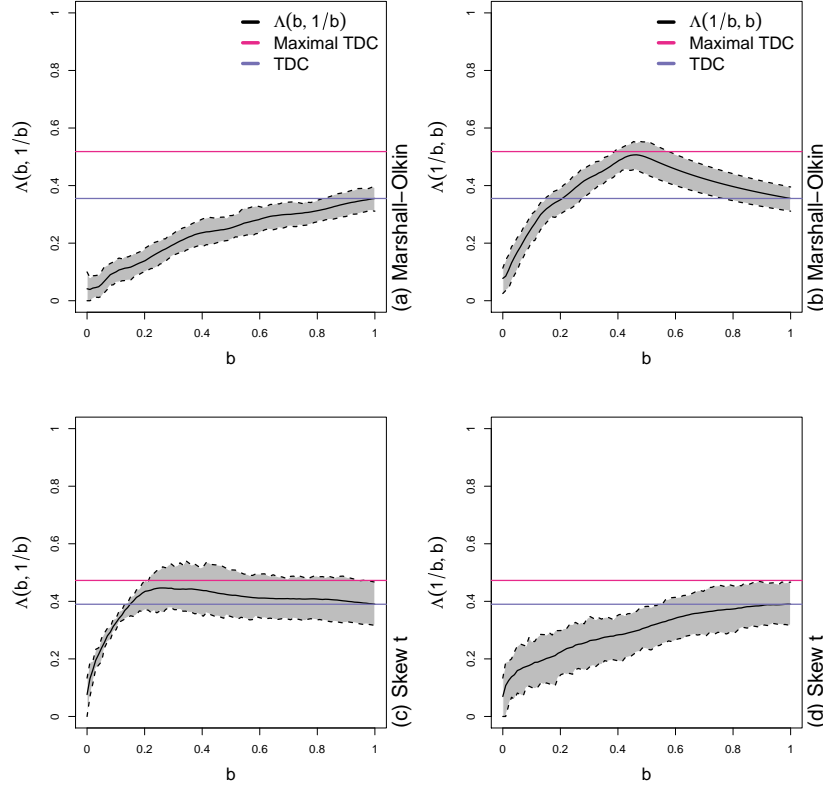 Λ(b, 1/b)
Maximal TDC
TDC
Λ(b, 1/b)
0 0.2 0.4 0.6 0.8 1
0 0.2 0.4 0.6 0.8 1
b
(a) Marshall−Olkin
Λ(1/b, b)
Maximal TDC
TDC
Λ(1/b, b)
0 0.2 0.4 0.6 0.8 1
0 0.2 0.4 0.6 0.8 1
b
(b) Marshall−Olkin
Λ(b, 1/b)
0 0.2 0.4 0.6 0.8 1
0 0.2 0.4 0.6 0.8 1
b
(c) Skew t
Λ(1/b, b)
0 0.2 0.4 0.6 0.8 1
0 0.2 0.4 0.6 0.8 1
b
(d) Skew t